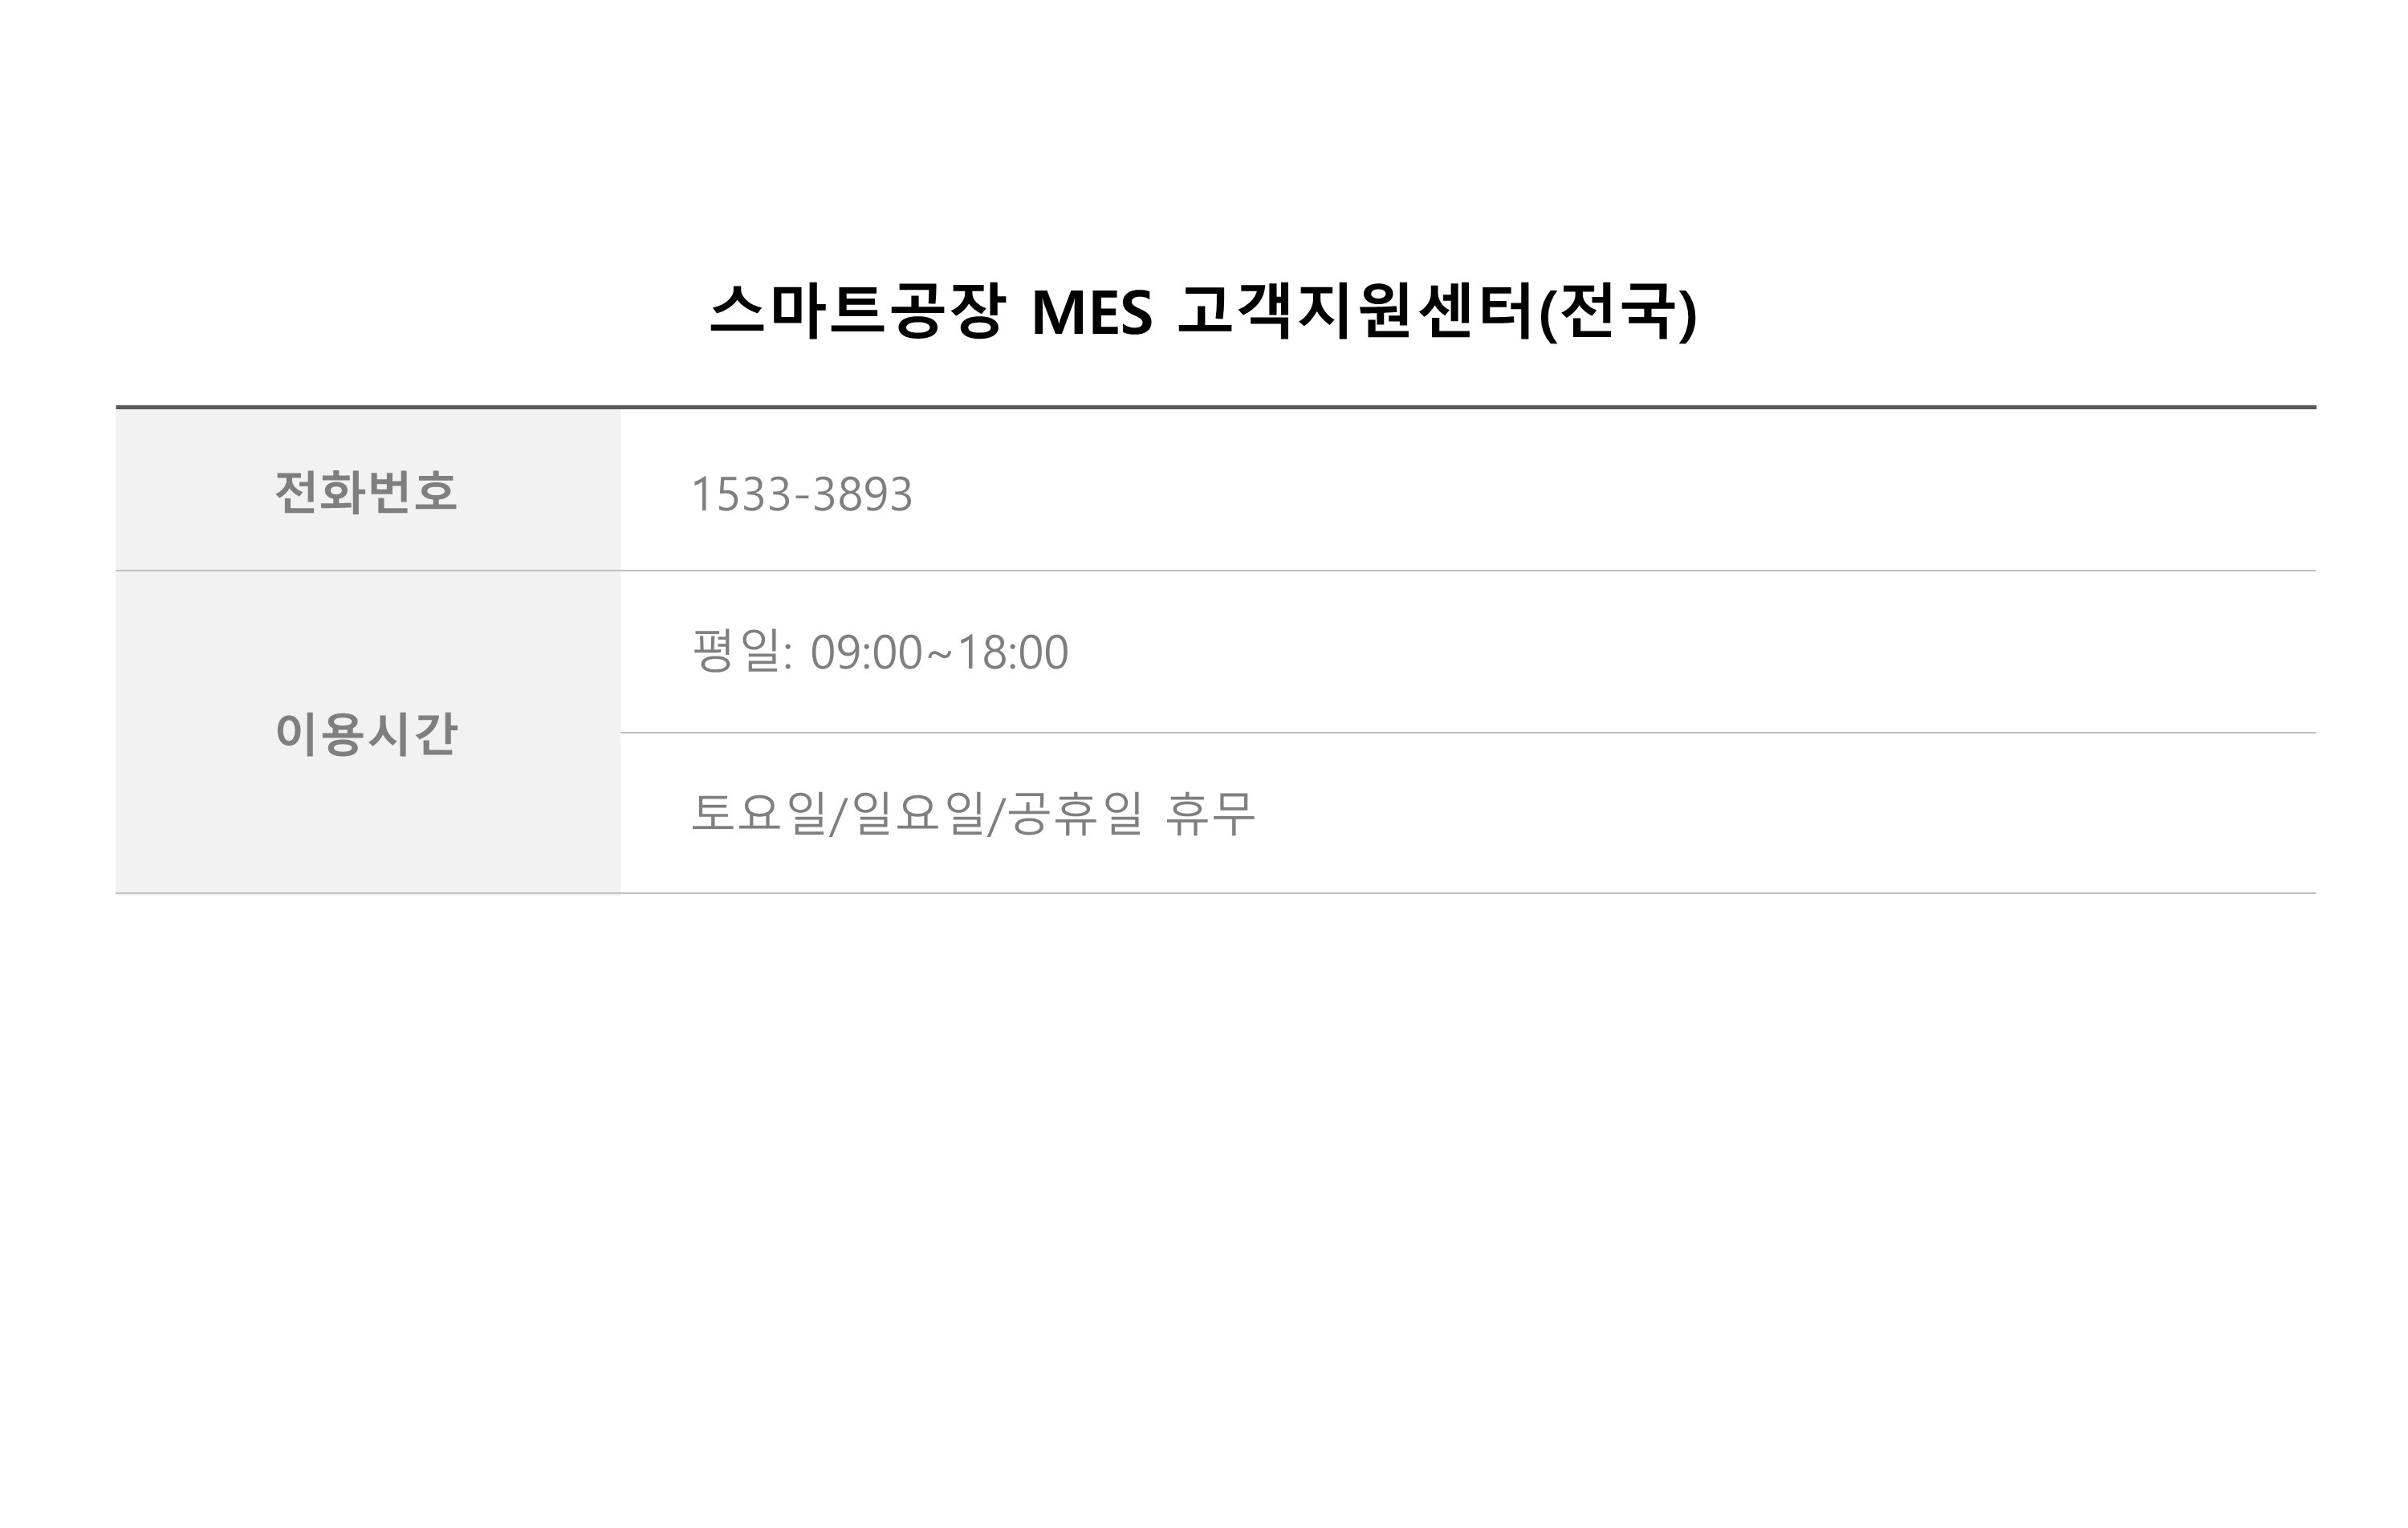 스마트공장 MES 고객지원센터(전국)
전화번호
1533-3893
이용시간
평일: 09:00~18:00
토요일/일요일/공휴일 휴무